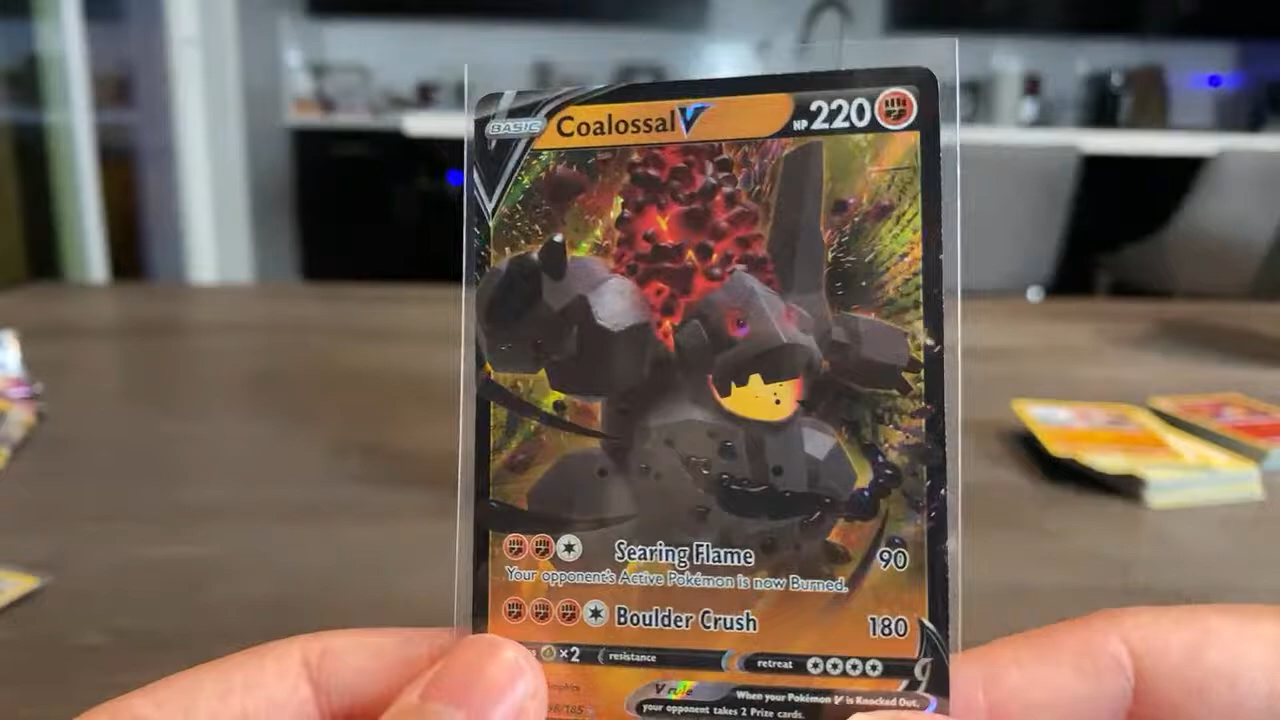 BASIC Coalossal V HP 220
Searing Flame 90
Your opponent's Active Pokémon is now Burned.
Boulder Crush 180
×2 resistance retreat
V rule When your Pokémon V is Knocked Out,
your opponent takes 2 Prize cards.
/185